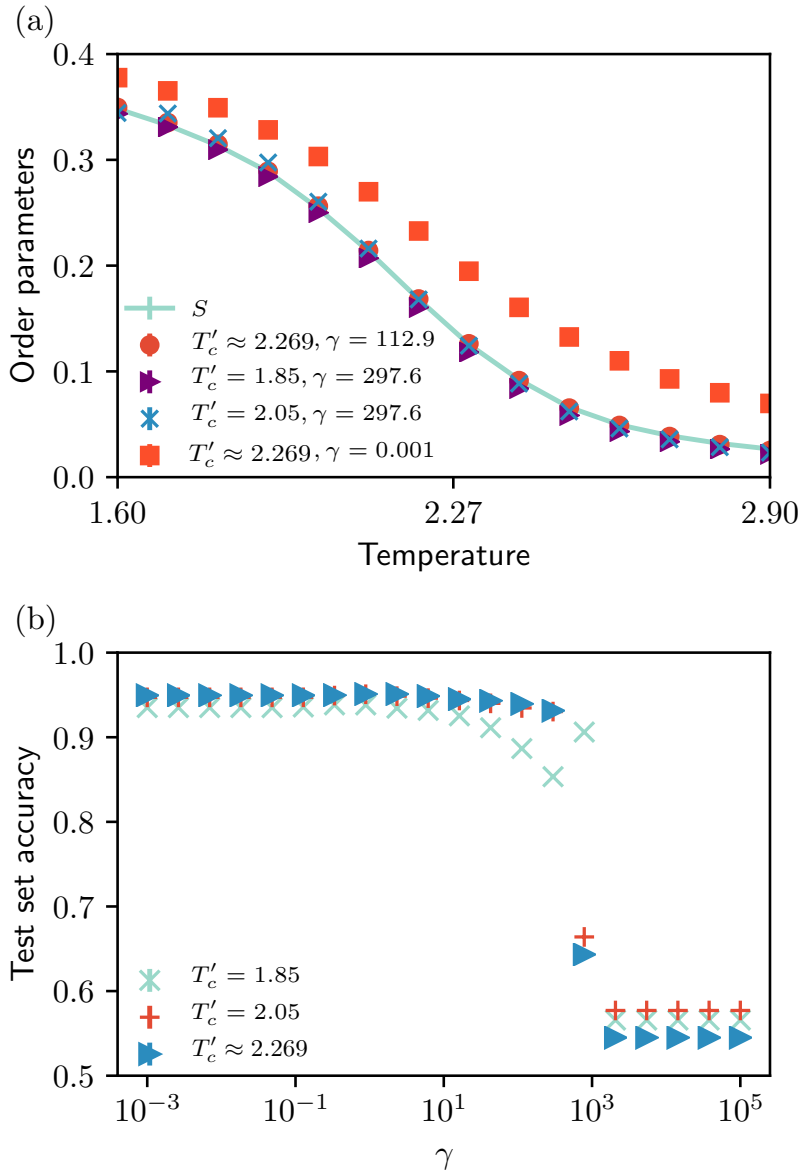 (a)
0.4
0.3
0.2
0.1
0.0
Order parameters
S
T′c ≈ 2.269, γ = 112.9
T′c = 1.85, γ = 297.6
T′c = 2.05, γ = 297.6
T′c ≈ 2.269, γ = 0.001
1.60 2.27 2.90
Temperature
(b)
1.0
0.9
0.8
0.7
0.6
0.5
Test set accuracy
T′c = 1.85
T′c = 2.05
T′c ≈ 2.269
10⁻³ 10⁻¹ 10¹ 10³ 10⁵
γ